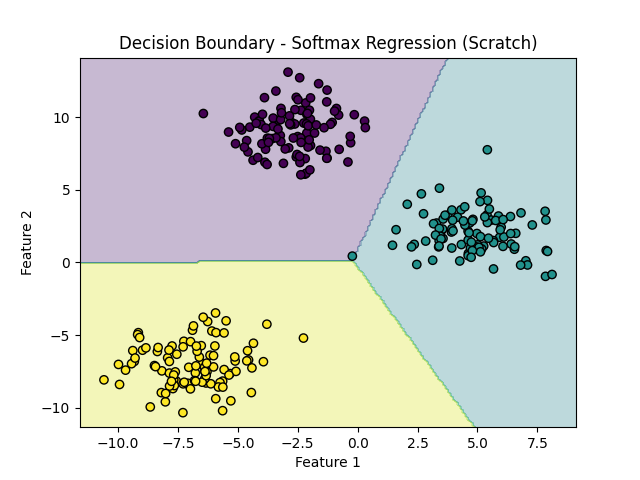 Decision Boundary - Softmax Regression (Scratch)
Feature 2
10
5
0
−5
−10
−10.0 −7.5 −5.0 −2.5 0.0 2.5 5.0 7.5
Feature 1